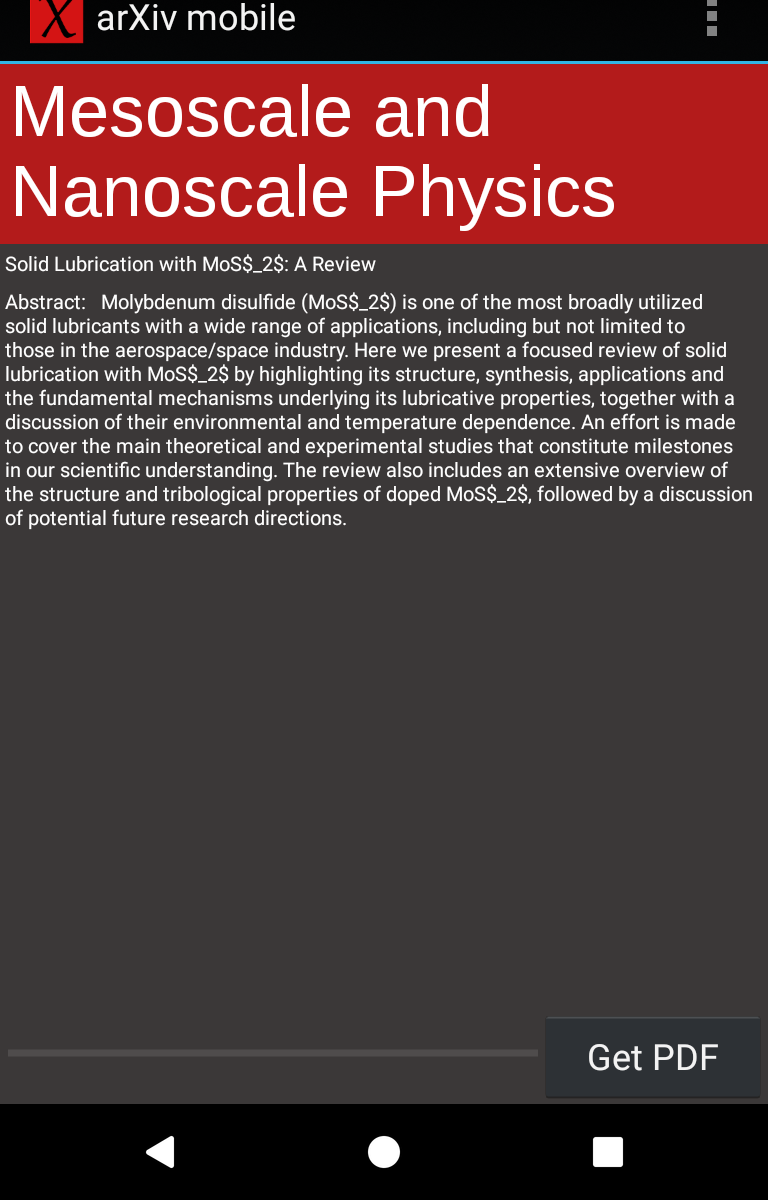 arXiv mobile
Mesoscale and
Nanoscale Physics
Solid Lubrication with MoS$_2$: A Review
Abstract:   Molybdenum disulfide (MoS$_2$) is one of the most broadly utilized
solid lubricants with a wide range of applications, including but not limited to
those in the aerospace/space industry. Here we present a focused review of solid
lubrication with MoS$_2$ by highlighting its structure, synthesis, applications and
the fundamental mechanisms underlying its lubricative properties, together with a
discussion of their environmental and temperature dependence. An effort is made
to cover the main theoretical and experimental studies that constitute milestones
in our scientific understanding. The review also includes an extensive overview of
the structure and tribological properties of doped MoS$_2$, followed by a discussion
of potential future research directions.
Get PDF